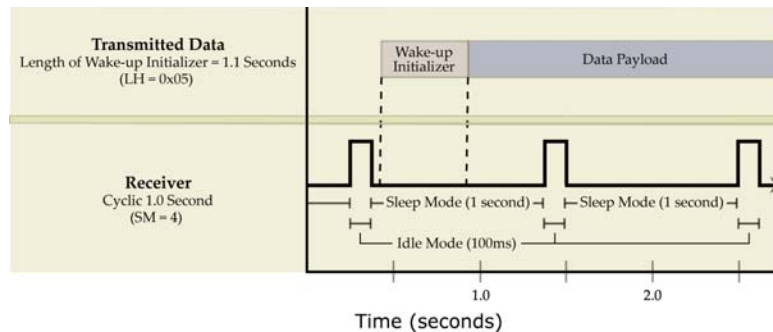 Transmitted Data
Length of Wake-up Initializer = 1.1 Seconds
(LH = 0x05)
Wake-up
Initializer
Data Payload
Receiver
Cyclic 1.0 Second
(SM = 4)
Sleep Mode (1 second)
Sleep Mode (1 second)
Idle Mode (100ms)
1.0
2.0
Time (seconds)